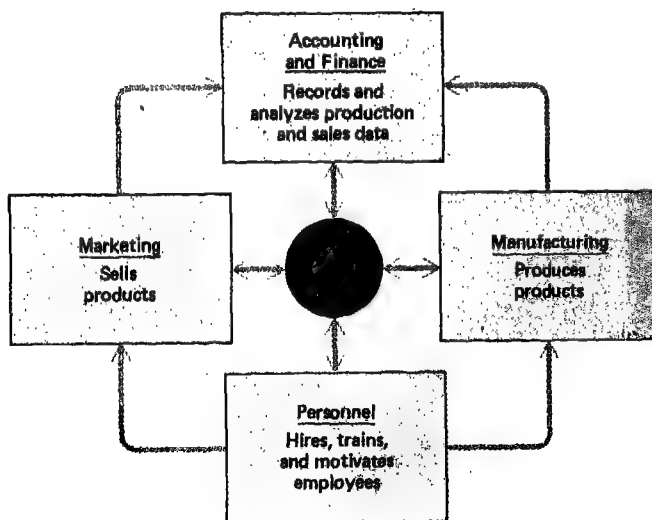 Accounting
and Finance
Records and
analyzes production
and sales data
Marketing
Sells
products
Manufacturing
Produces
products
Personnel
Hires, trains,
and motivates
employees